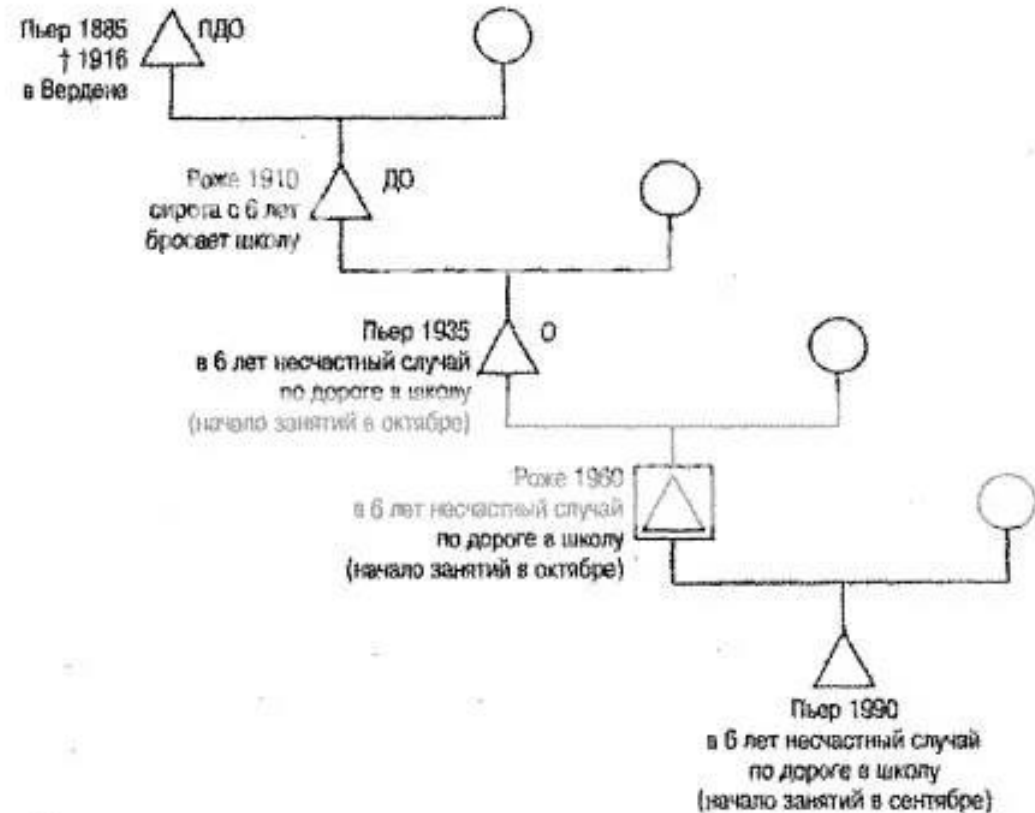 Пьер 1885
ПДО
† 1916
в Вердене
Роже 1910
ДО
сирота с 6 лет
бросает школу
Пьер 1935
О
в 6 лет несчастный случай
по дороге в школу
(начало занятий в октябре)
Роже 1960
в 6 лет несчастный случай
по дороге в школу
(начало занятий в октябре)
Пьер 1990
в 6 лет несчастный случай
по дороге в школу
(начало занятий в сентябре)